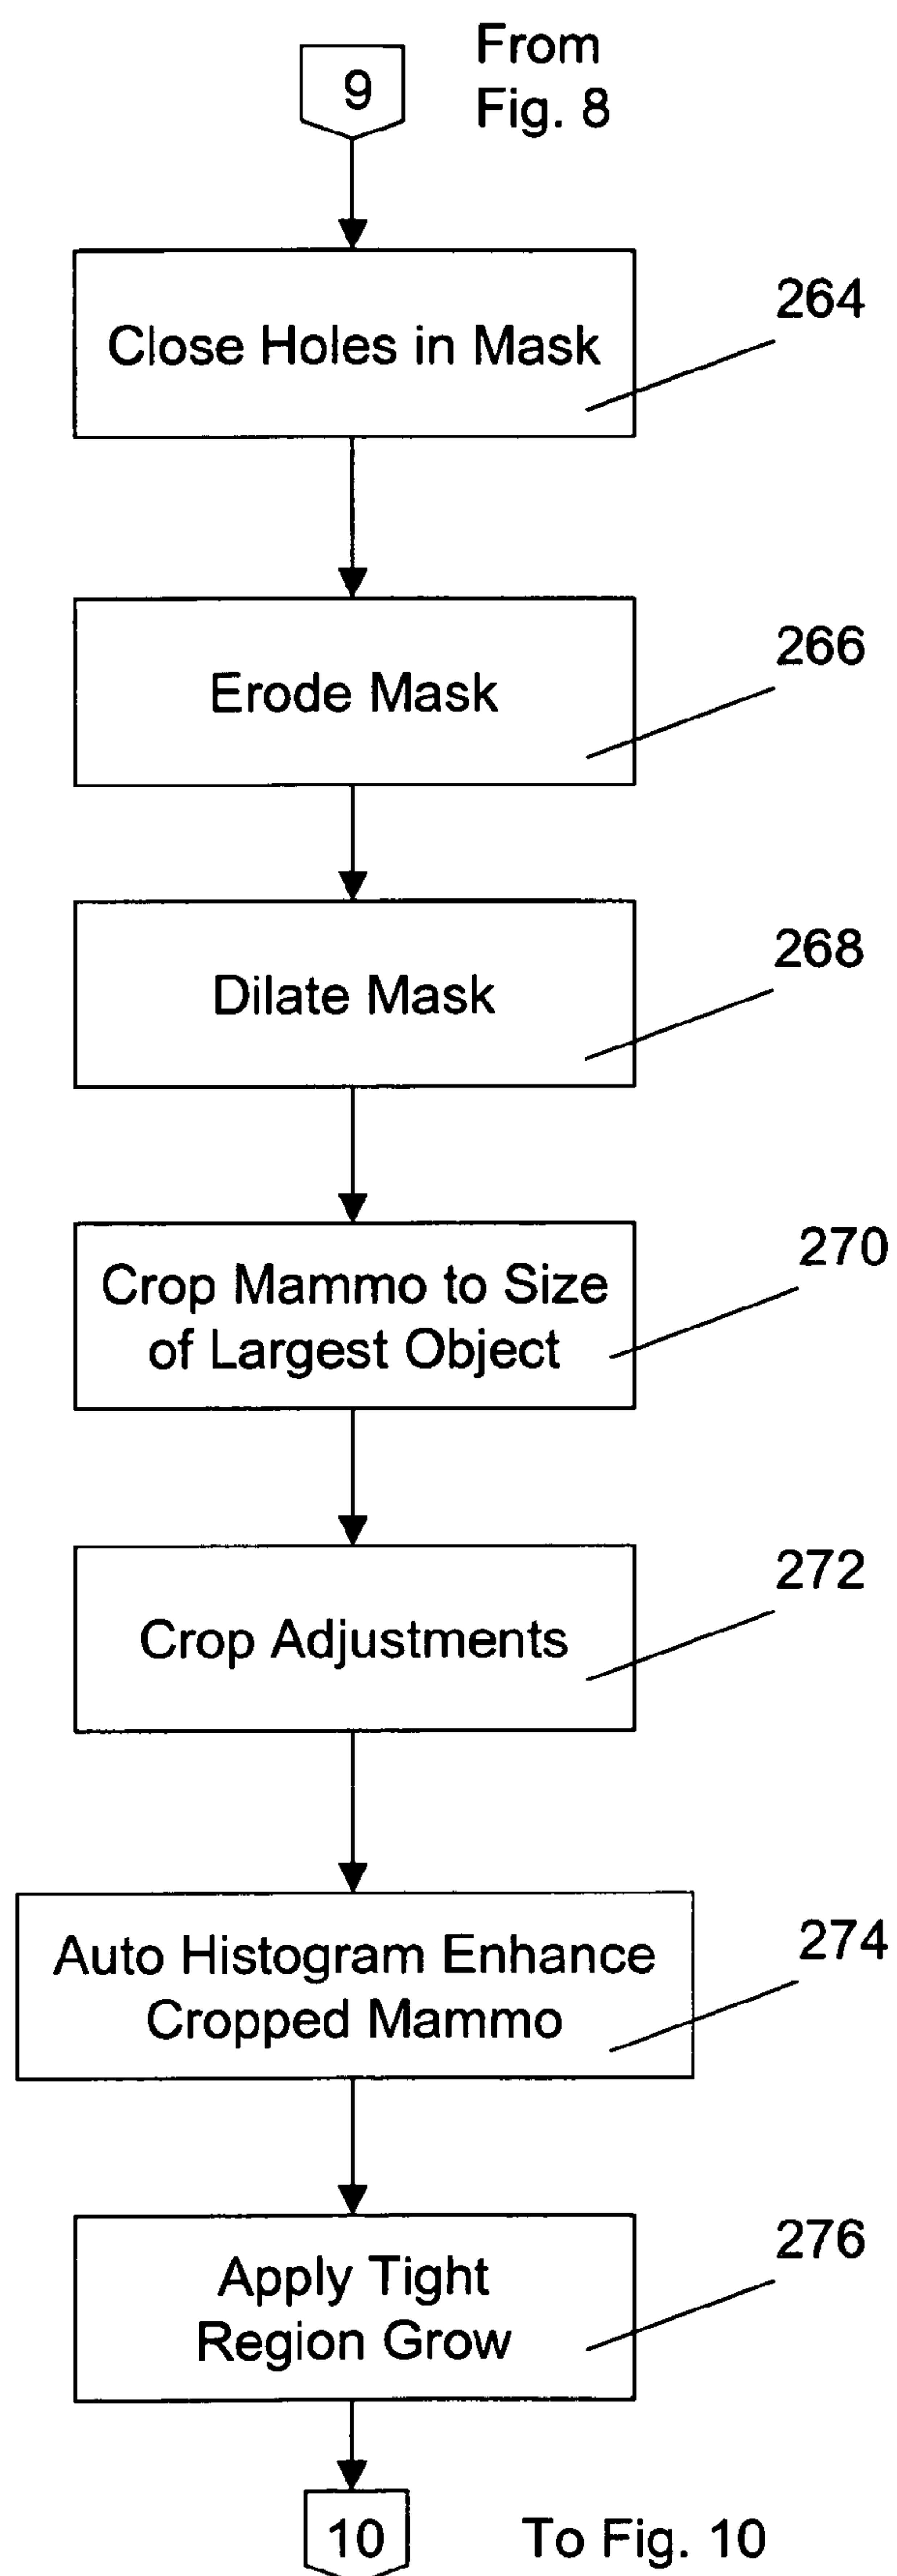 From
9
Fig. 8
264
Close Holes in Mask
266
Erode Mask
268
Dilate Mask
270
Crop Mammo to Size
of Largest Object
272
Crop Adjustments
274
Auto Histogram Enhance
Cropped Mammo
276
Apply Tight
Region Grow
10
To Fig. 10